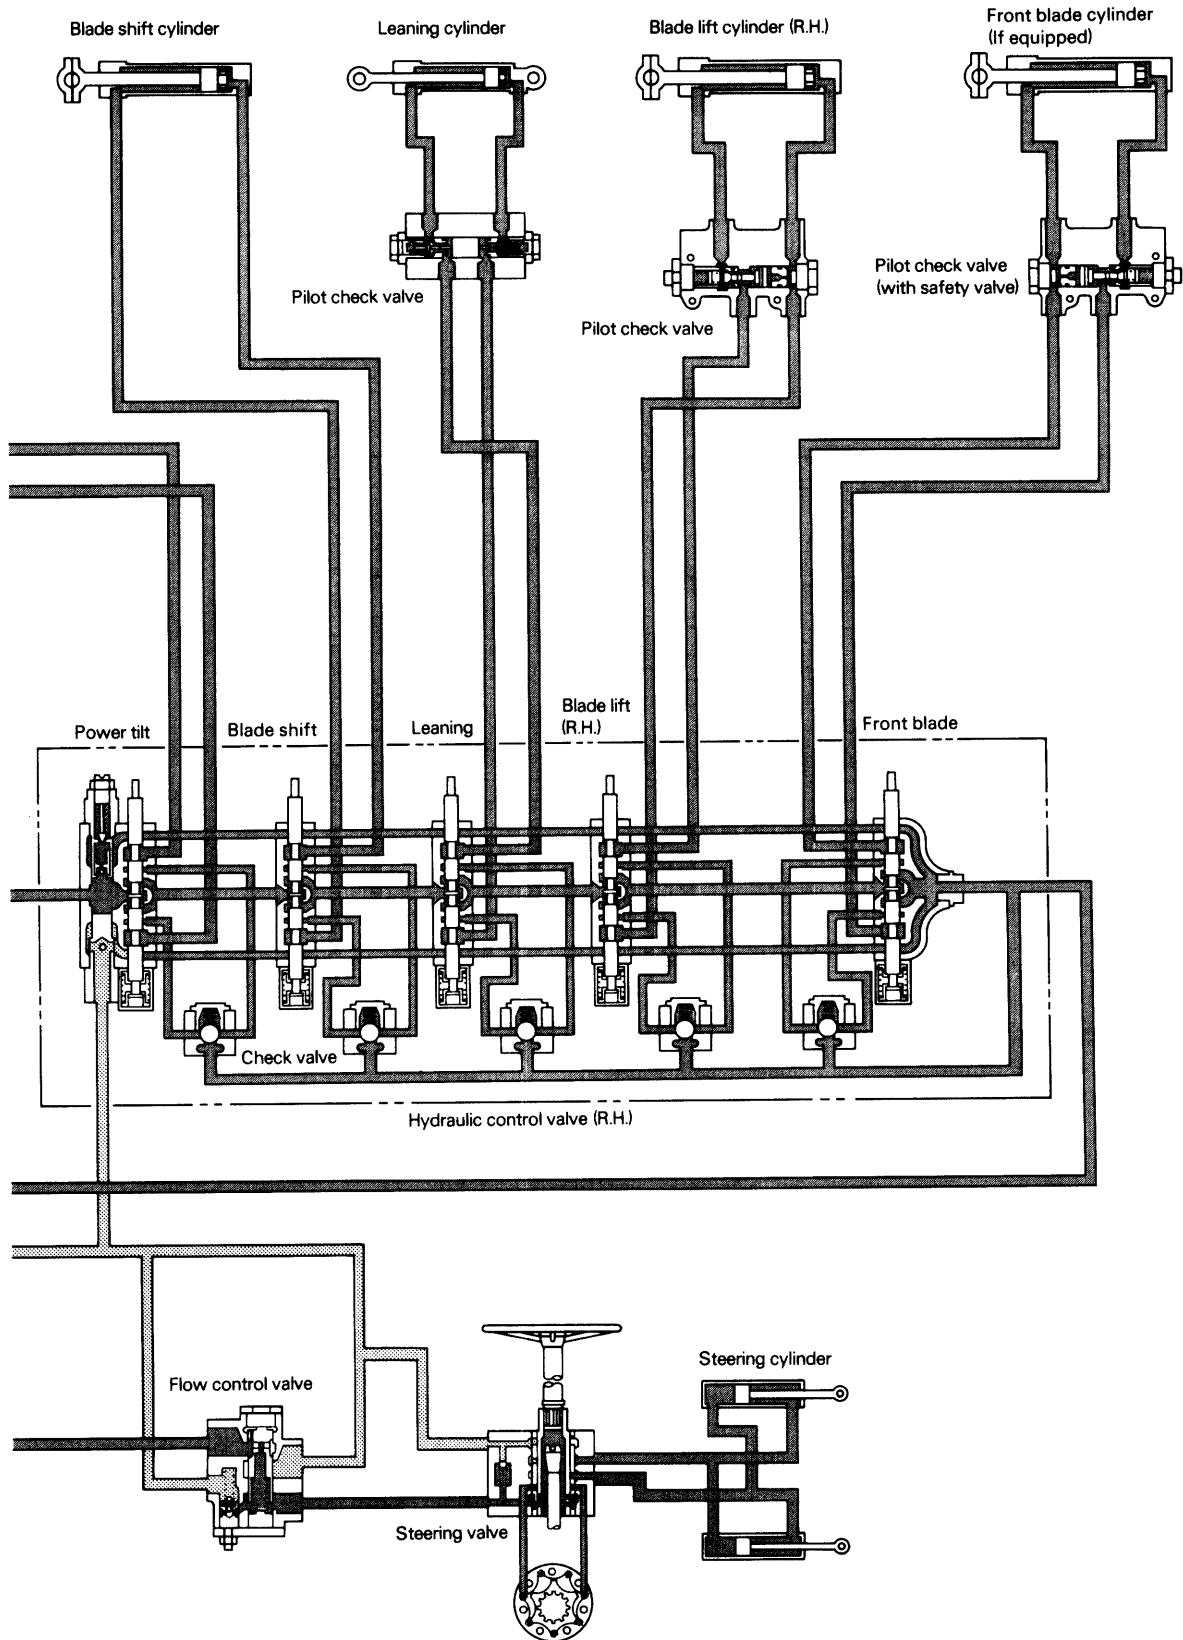 Blade shift cylinder
Leaning cylinder
Blade lift cylinder (R.H.)
Front blade cylinder
(If equipped)
Pilot check valve
Pilot check valve
Pilot check valve
(with safety valve)
Power tilt
Blade shift
Leaning
Blade lift
(R.H.)
Front blade
Check valve
Hydraulic control valve (R.H.)
Flow control valve
Steering valve
Steering cylinder